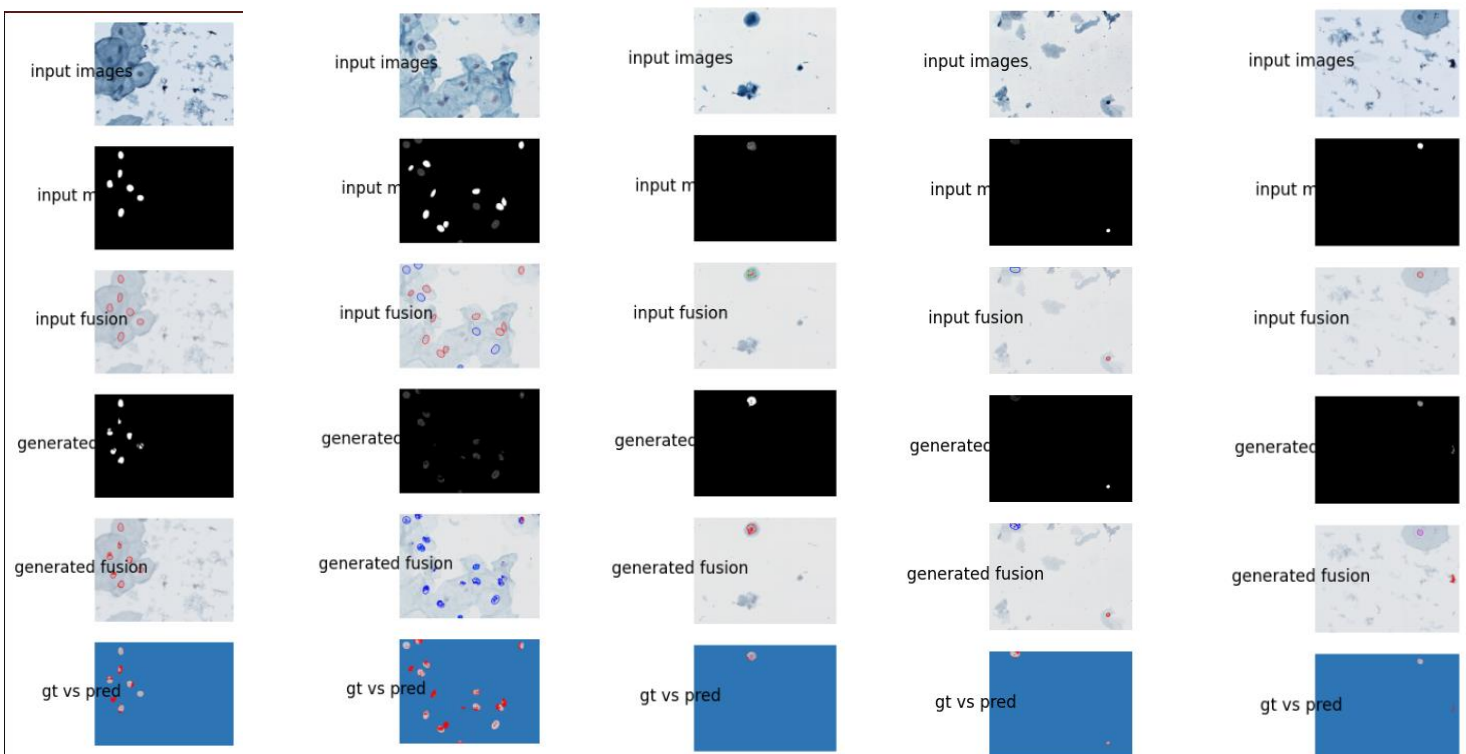 input images
input images
input images
input images
input images
input m
input m
input m
input m
input m
input fusion
input fusion
input fusion
input fusion
input fusion
generated
generated
generated
generated
generated
generated fusion
generated fusion
generated fusion
generated fusion
generated fusion
gt vs pred
gt vs pred
gt vs pred
gt vs pred
gt vs pred